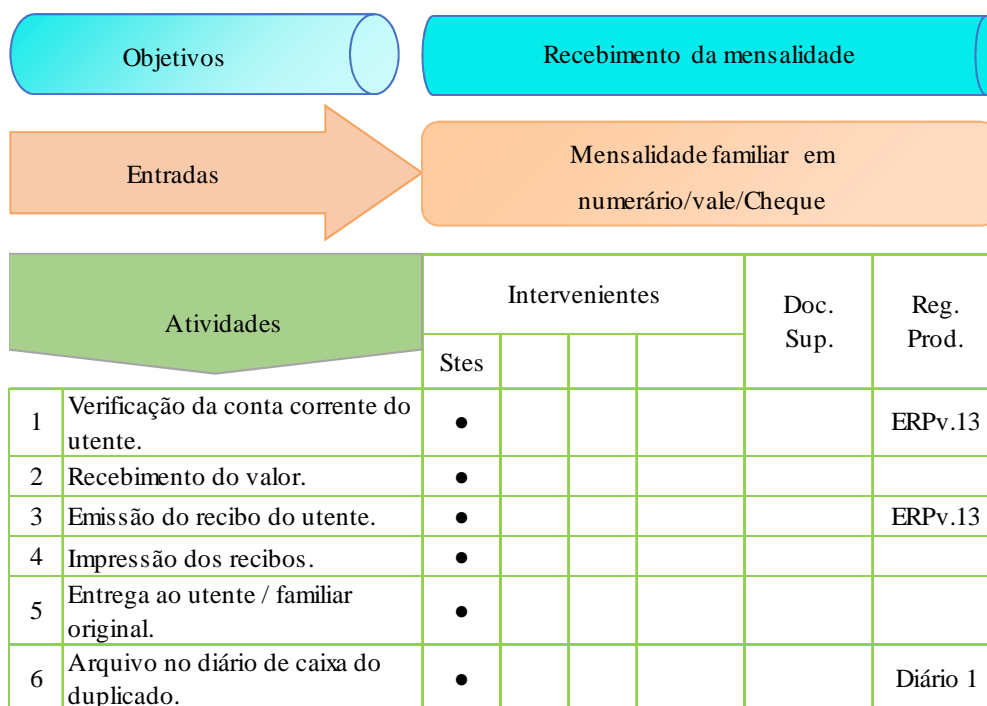 Objetivos
Recebimento da mensalidade
Entradas
Mensalidade familiar em
numerário/vale/Cheque
Atividades
Intervenientes
Doc.
Sup.
Reg.
Prod.
Stes
1
Verificação da conta corrente do
utente.
●
ERPv.13
2
Recebimento do valor.
●
3
Emissão do recibo do utente.
●
ERPv.13
4
Impressão dos recibos.
●
5
Entrega ao utente / familiar
original.
●
6
Arquivo no diário de caixa do
duplicado.
●
Diário 1